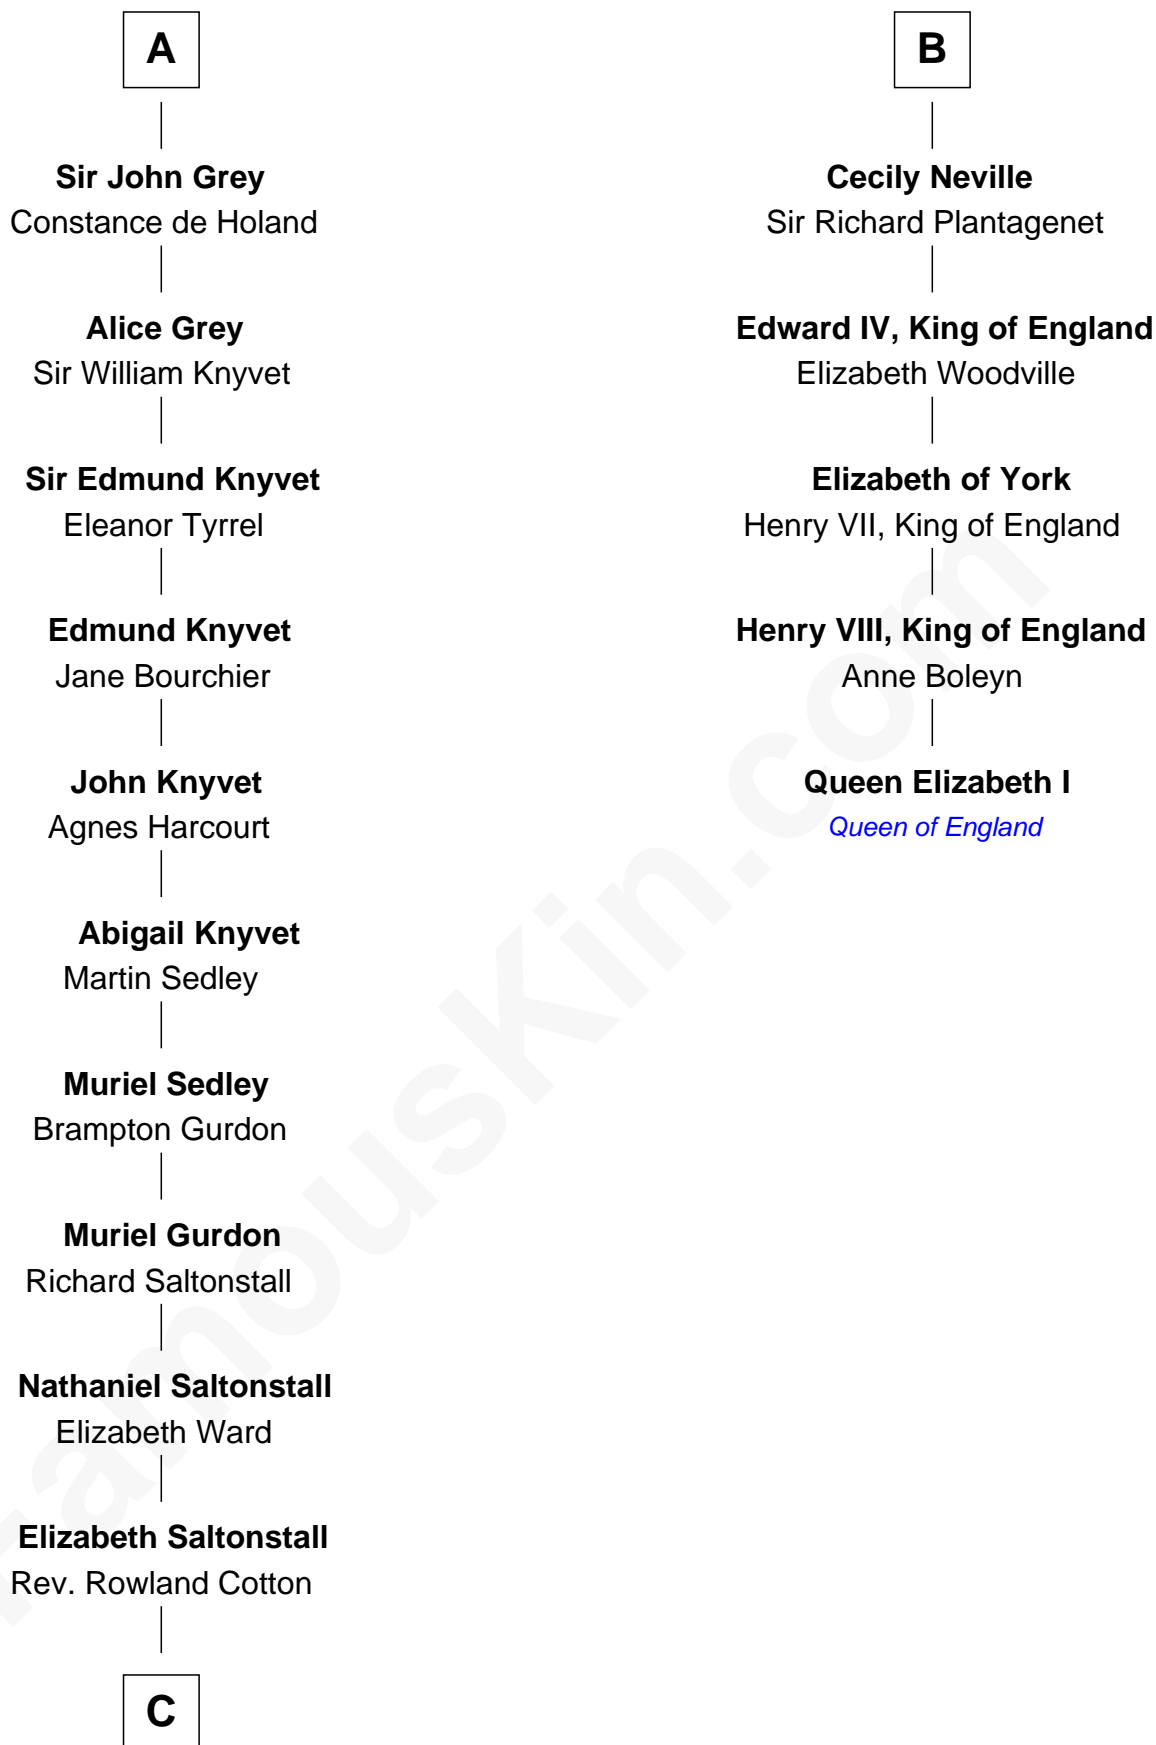 A
Sir John Grey
Constance de Holand
Alice Grey
Sir William Knyvet
Sir Edmund Knyvet
Eleanor Tyrrel
Edmund Knyvet
Jane Bourchier
John Knyvet
Agnes Harcourt
Abigail Knyvet
Martin Sedley
Muriel Sedley
Brampton Gurdon
Muriel Gurdon
Richard Saltonstall
Nathaniel Saltonstall
Elizabeth Ward
Elizabeth Saltonstall
Rev. Rowland Cotton
C
B
Cecily Neville
Sir Richard Plantagenet
Edward IV, King of England
Elizabeth Woodville
Elizabeth of York
Henry VII, King of England
Henry VIII, King of England
Anne Boleyn
Queen Elizabeth I
Queen of England
FamousKin.com